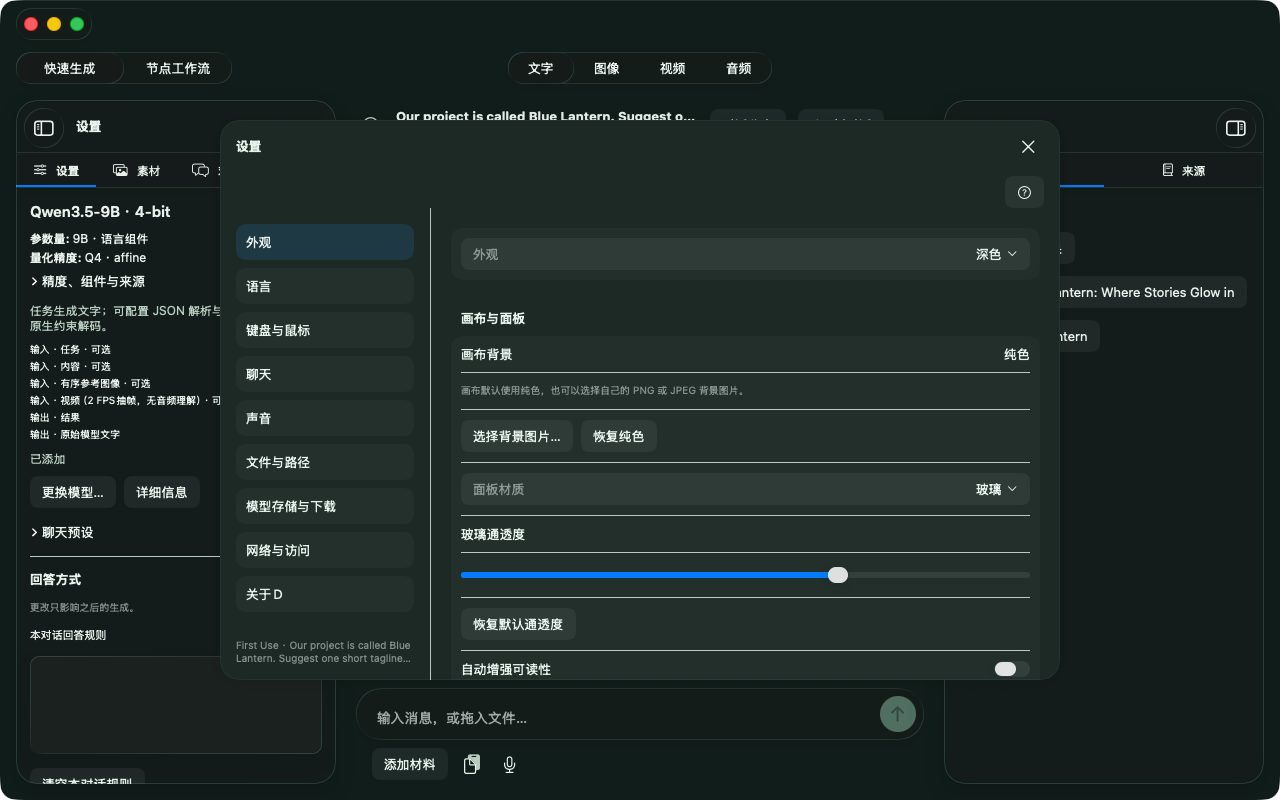 快速生成
节点工作流
文字
图像
视频
音频
设置
Our project is called Blue Lantern. Suggest o...
设置
素材
来源
Qwen3.5-9B · 4-bit
参数量: 9B · 语言组件
量化精度: Q4 · affine
精度、组件与来源
任务生成文字；可配置 JSON 解析与
原生约束解码。
输入 · 任务 · 可选
输入 · 内容 · 可选
输入 · 有序参考图像 · 可选
输入 · 视频 (2 FPS 抽帧，无音频理解) · 可
输出 · 结果
输出 · 原始模型文字
已添加
更换模型...
详细信息
聊天预设
回答方式
更改只影响之后的生成。
本对话回答规则
清空本对话规则
设置
外观
语言
键盘与鼠标
聊天
声音
文件与路径
模型存储与下载
网络与访问
关于 D
First Use · Our project is called Blue
Lantern. Suggest one short tagline...
外观
深色
画布与面板
画布背景
纯色
画布默认使用纯色，也可以选择自己的 PNG 或 JPEG 背景图片。
选择背景图片...
恢复纯色
面板材质
玻璃
玻璃通透度
恢复默认通透度
自动增强可读性
antern: Where Stories Glow in
ntern
输入消息，或拖入文件...
添加材料